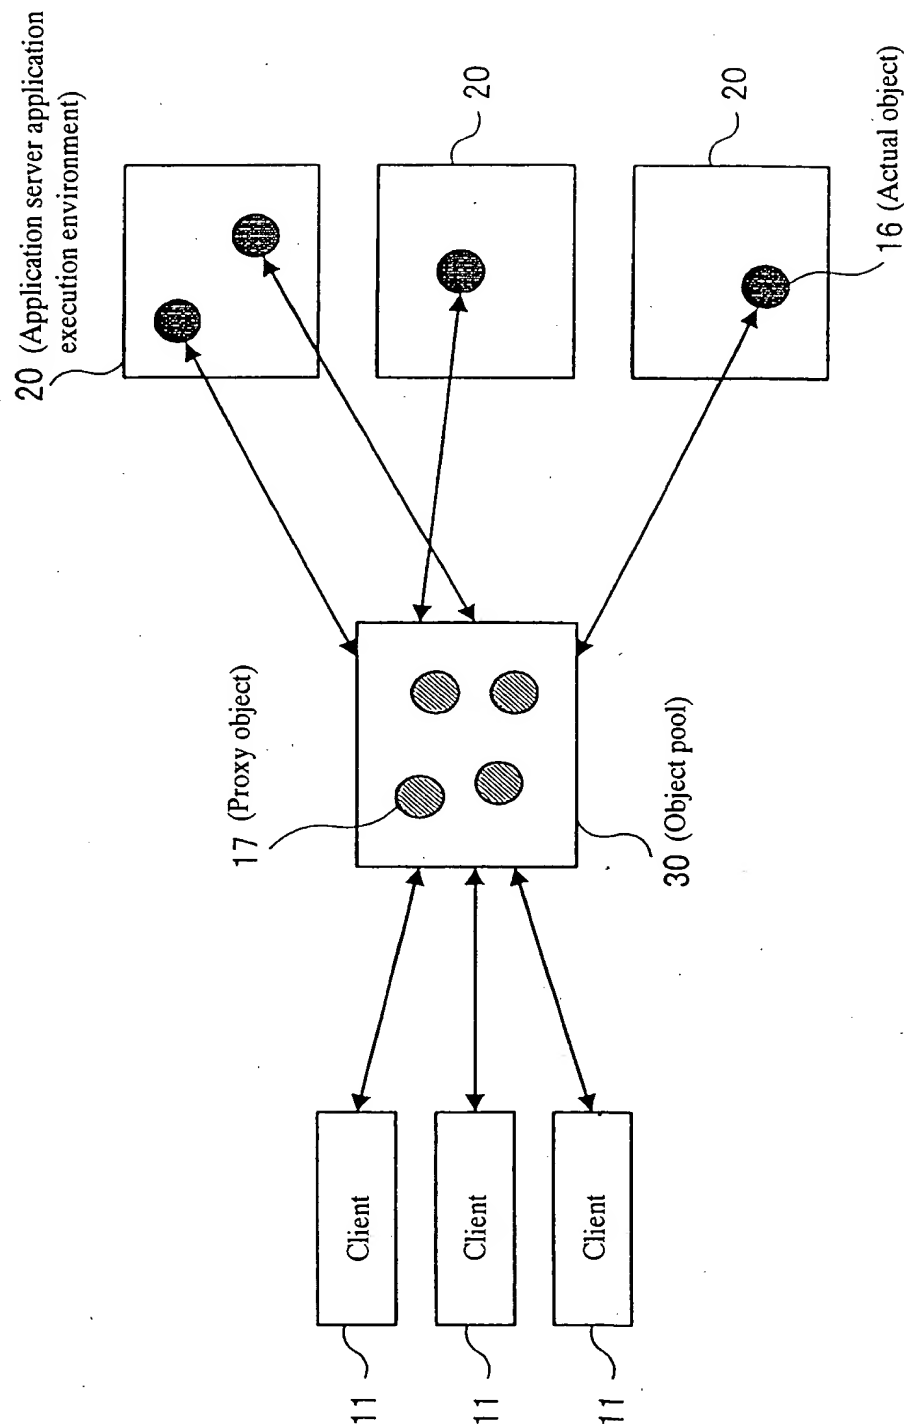 20 (Application server application
execution environment)
20
20
16 (Actual object)
17 (Proxy object)
30 (Object pool)
Client
Client
Client
11
11
11